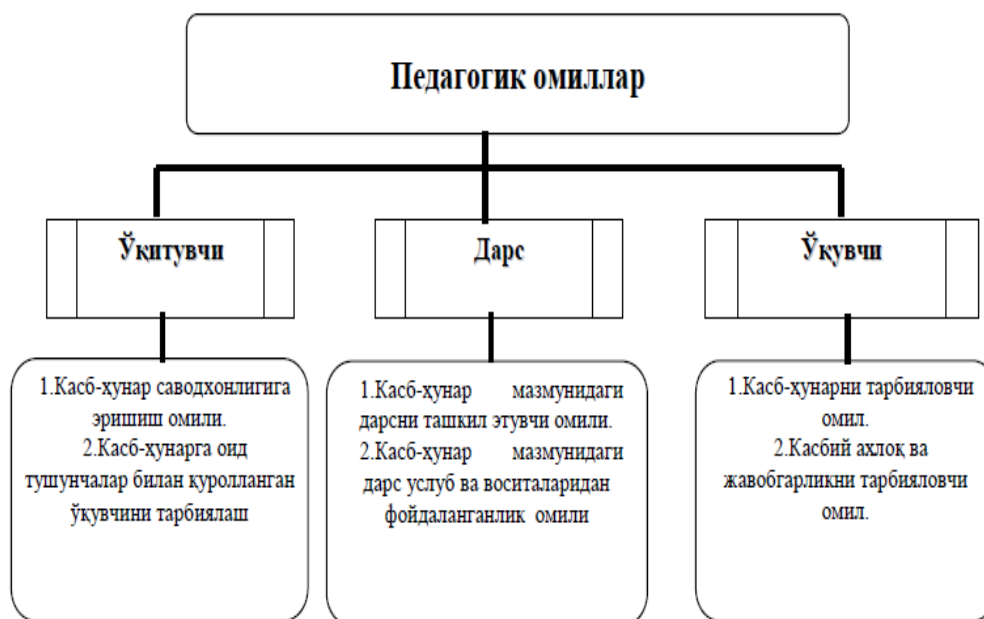 Педагогик омиллар
Ўқитувчи
Дарс
Ўқувчи
1.Касб-ҳунар саводхонлигига
эришиш омили.
2.Касб-ҳунарга оид
тушунчалар билан қуролланган
ўқувчини тарбиялаш
1.Касб-ҳунар мазмунидаги
дарсни ташкил этувчи омили.
2.Касб-ҳунар мазмунидаги
дарс услуб ва воситаларидан
фойдаланганлик омили
1.Касб-ҳунарни тарбияловчи
омил.
2.Касбий ахлоқ ва
жавобгарликни тарбияловчи
омил.